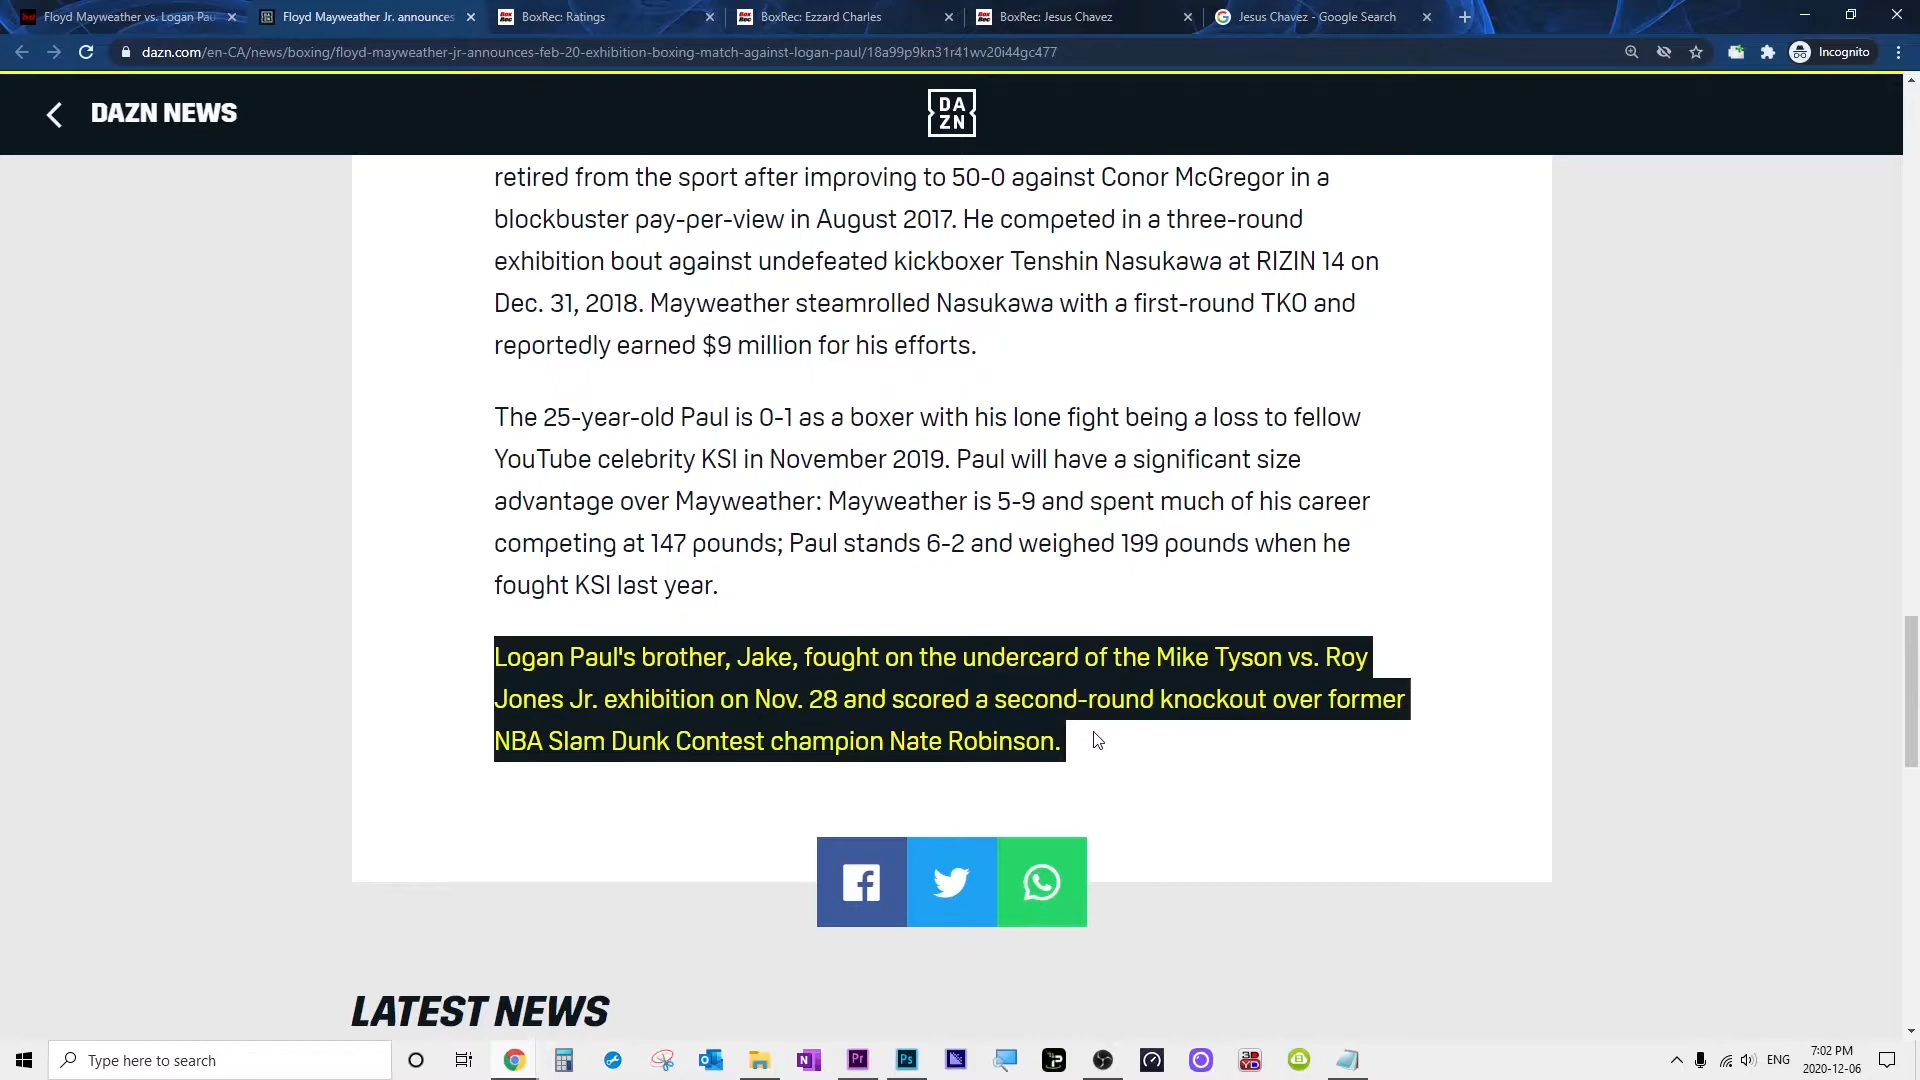 Floyd Mayweather vs. Logan Pau
Floyd Mayweather Jr. announces
BoxRec: Ratings
BoxRec: Ezzard Charles
BoxRec: Jesus Chavez
Jesus Chavez - Google Search
dazn.com/en-CA/news/boxing/floyd-mayweather-jr-announces-feb-20-exhibition-boxing-match-against-logan-paul/18a99p9kn31r41wv20i44gc477
Incognito
DAZN NEWS
DA
ZN
retired from the sport after improving to 50-0 against Conor McGregor in a
blockbuster pay-per-view in August 2017. He competed in a three-round
exhibition bout against undefeated kickboxer Tenshin Nasukawa at RIZIN 14 on
Dec. 31, 2018. Mayweather steamrolled Nasukawa with a first-round TKO and
reportedly earned $9 million for his efforts.
The 25-year-old Paul is 0-1 as a boxer with his lone fight being a loss to fellow
YouTube celebrity KSI in November 2019. Paul will have a significant size
advantage over Mayweather: Mayweather is 5-9 and spent much of his career
competing at 147 pounds; Paul stands 6-2 and weighed 199 pounds when he
fought KSI last year.
Logan Paul's brother, Jake, fought on the undercard of the Mike Tyson vs. Roy
Jones Jr. exhibition on Nov. 28 and scored a second-round knockout over former
NBA Slam Dunk Contest champion Nate Robinson.
LATEST NEWS
Type here to search
Pr
Ps
ENG
7:02 PM
2020-12-06